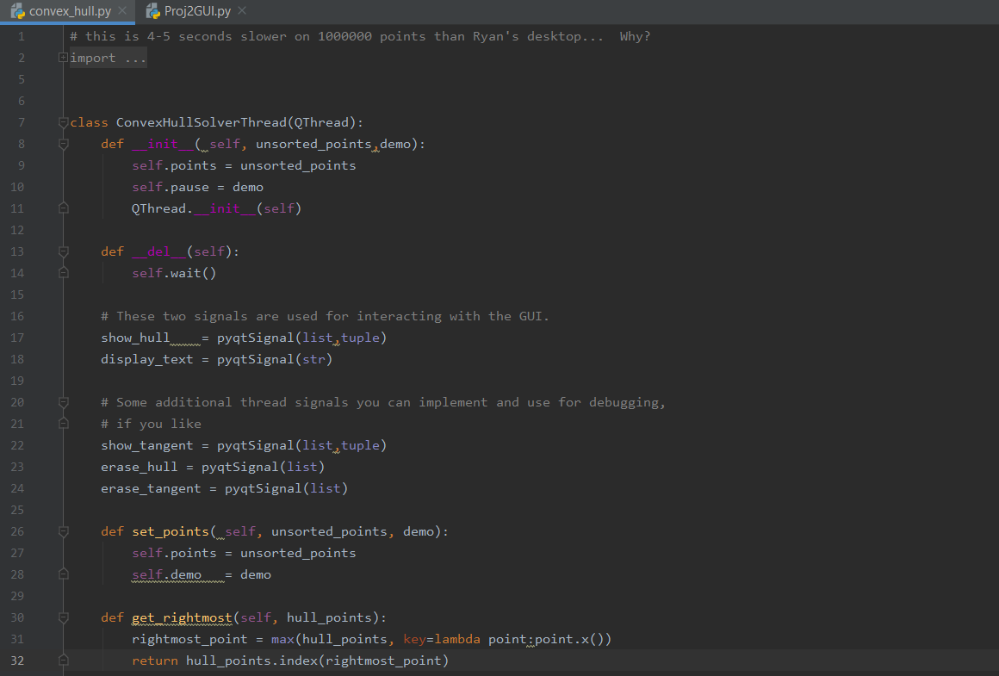 convex_hull.py × Proj2GUI.py ×
1 # this is 4-5 seconds slower on 1000000 points than Ryan's desktop...  Why?
2 import ...
5
6
7 class ConvexHullSolverThread(QThread):
8     def __init__( self, unsorted_points,demo):
9         self.points = unsorted_points
10         self.pause = demo
11         QThread.__init__(self)
12
13     def __del__(self):
14         self.wait()
15
16     # These two signals are used for interacting with the GUI.
17     show_hull    = pyqtSignal(list,tuple)
18     display_text = pyqtSignal(str)
19
20     # Some additional thread signals you can implement and use for debugging,
21     # if you like
22     show_tangent = pyqtSignal(list,tuple)
23     erase_hull = pyqtSignal(list)
24     erase_tangent = pyqtSignal(list)
25
26     def set_points( self, unsorted_points, demo):
27         self.points = unsorted_points
28         self.demo   = demo
29
30     def get_rightmost(self, hull_points):
31         rightmost_point = max(hull_points, key=lambda point:point.x())
32         return hull_points.index(rightmost_point)